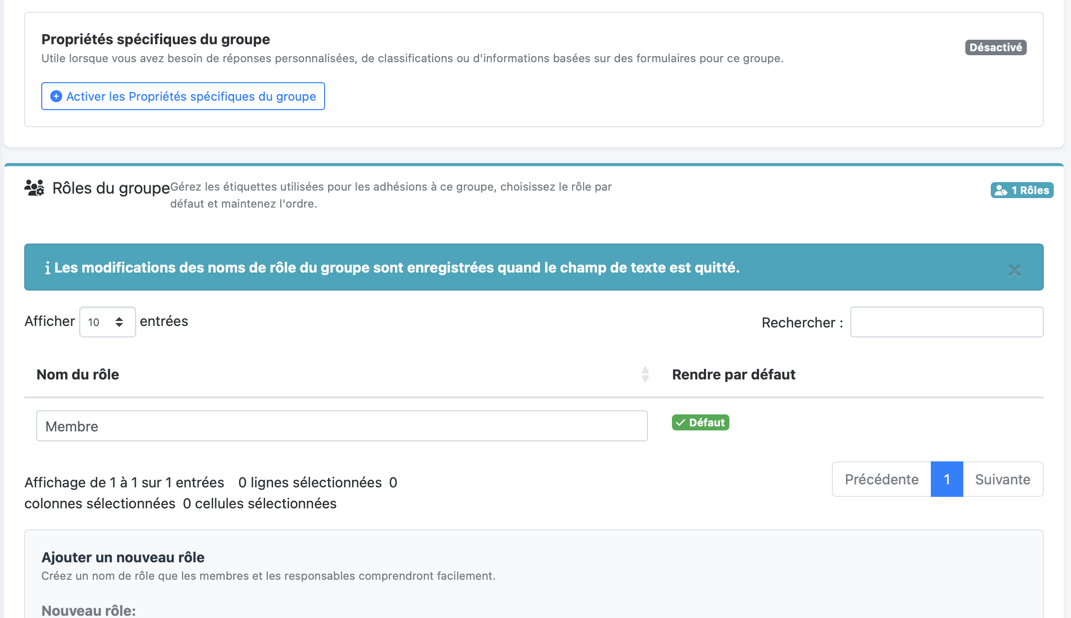 Propriétés spécifiques du groupe
Désactivé
Utile lorsque vous avez besoin de réponses personnalisées, de classifications ou d'informations basées sur des formulaires pour ce groupe.
Activer les Propriétés spécifiques du groupe
Rôles du groupe
Gérez les étiquettes utilisées pour les adhésions à ce groupe, choisissez le rôle par
défaut et maintenez l'ordre.
1 Rôles
Les modifications des noms de rôle du groupe sont enregistrées quand le champ de texte est quitté.
Afficher 10 entrées
Rechercher :
Nom du rôle
Rendre par défaut
Membre
Défaut
Affichage de 1 à 1 sur 1 entrées 0 lignes sélectionnées 0
colonnes sélectionnées 0 cellules sélectionnées
Précédente 1 Suivante
Ajouter un nouveau rôle
Créez un nom de rôle que les membres et les responsables comprendront facilement.
Nouveau rôle: